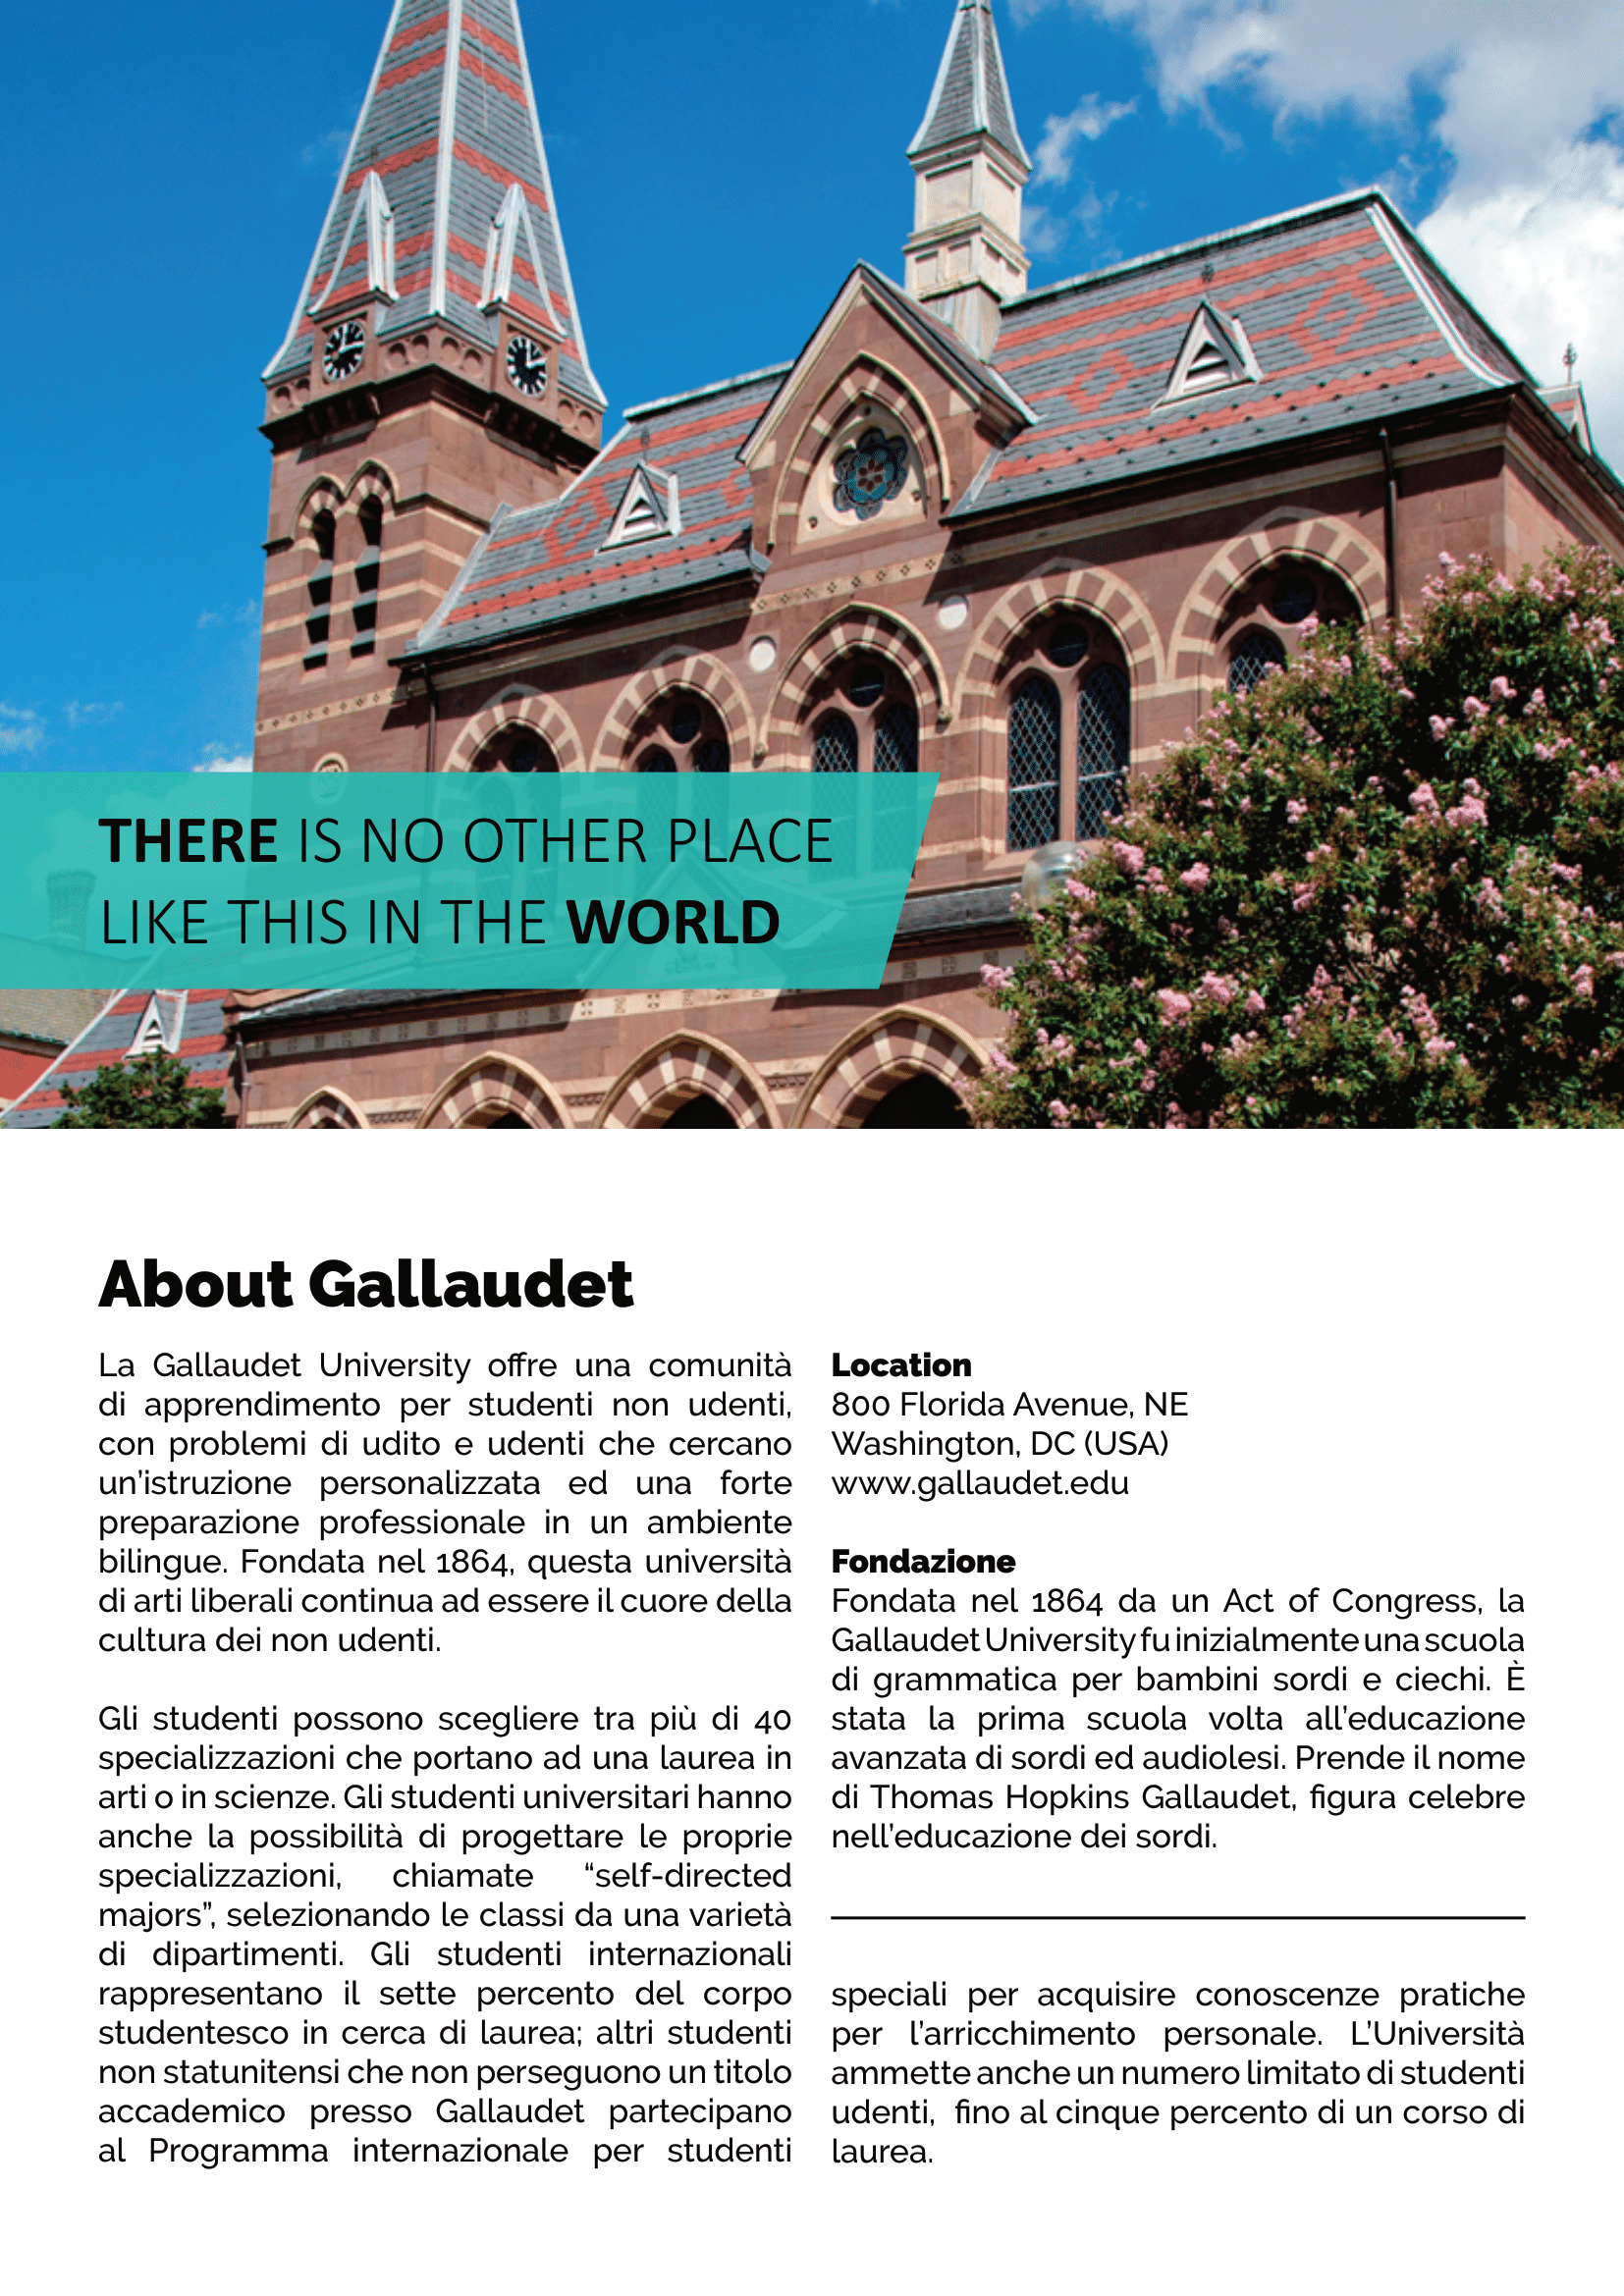 THERE IS NO OTHER PLACE
LIKE THIS IN THE WORLD
About Gallaudet
La Gallaudet University offre una comunità
di apprendimento per studenti non udenti,
con problemi di udito e udenti che cercano
un’istruzione personalizzata ed una forte
preparazione professionale in un ambiente
bilingue. Fondata nel 1864, questa università
di arti liberali continua ad essere il cuore della
cultura dei non udenti.
Gli studenti possono scegliere tra più di 40
specializzazioni che portano ad una laurea in
arti o in scienze. Gli studenti universitari hanno
anche la possibilità di progettare le proprie
specializzazioni, chiamate “self-directed
majors”, selezionando le classi da una varietà
di dipartimenti. Gli studenti internazionali
rappresentano il sette percento del corpo
studentesco in cerca di laurea; altri studenti
non statunitensi che non perseguono un titolo
accademico presso Gallaudet partecipano
al Programma internazionale per studenti
Location
800 Florida Avenue, NE
Washington, DC (USA)
www.gallaudet.edu
Fondazione
Fondata nel 1864 da un Act of Congress, la
Gallaudet University fu inizialmente una scuola
di grammatica per bambini sordi e ciechi. È
stata la prima scuola volta all’educazione
avanzata di sordi ed audiolesi. Prende il nome
di Thomas Hopkins Gallaudet, figura celebre
nell’educazione dei sordi.
speciali per acquisire conoscenze pratiche
per l’arricchimento personale. L’Università
ammette anche un numero limitato di studenti
udenti, fino al cinque percento di un corso di
laurea.